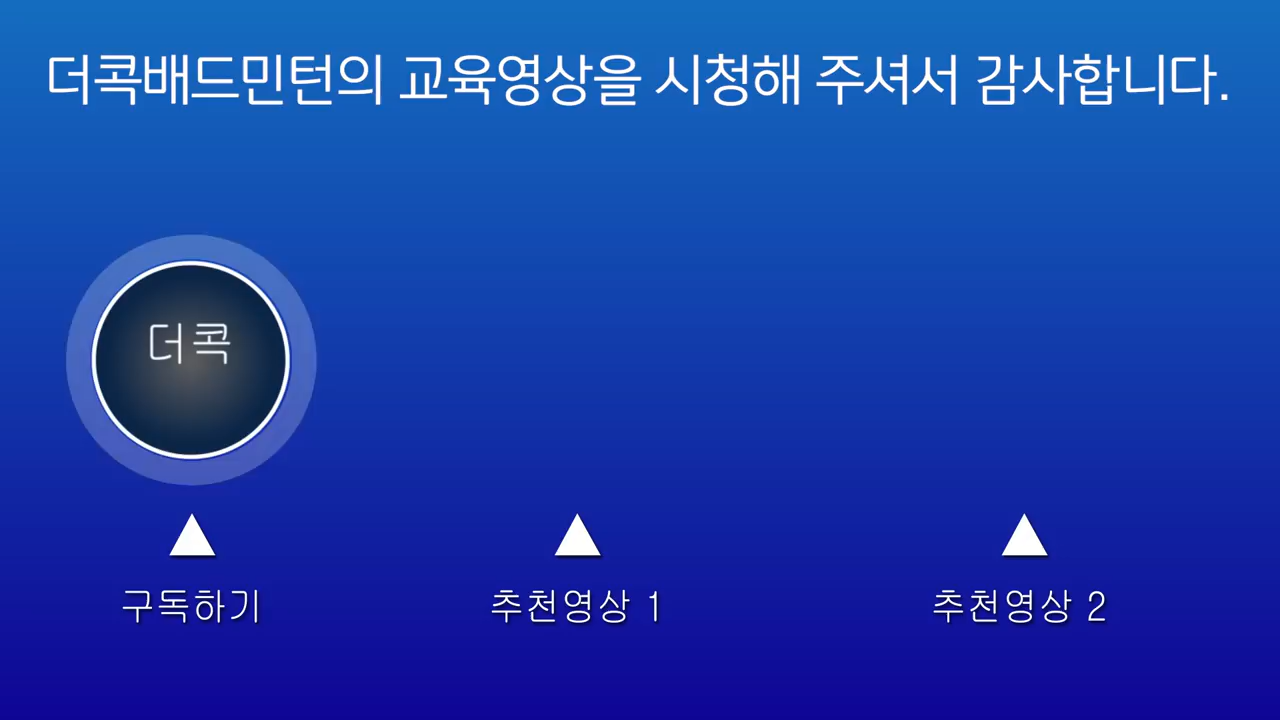 더콕배드민턴의 교육영상을 시청해 주셔서 감사합니다.
더콕
구독하기
추천영상 1
추천영상 2